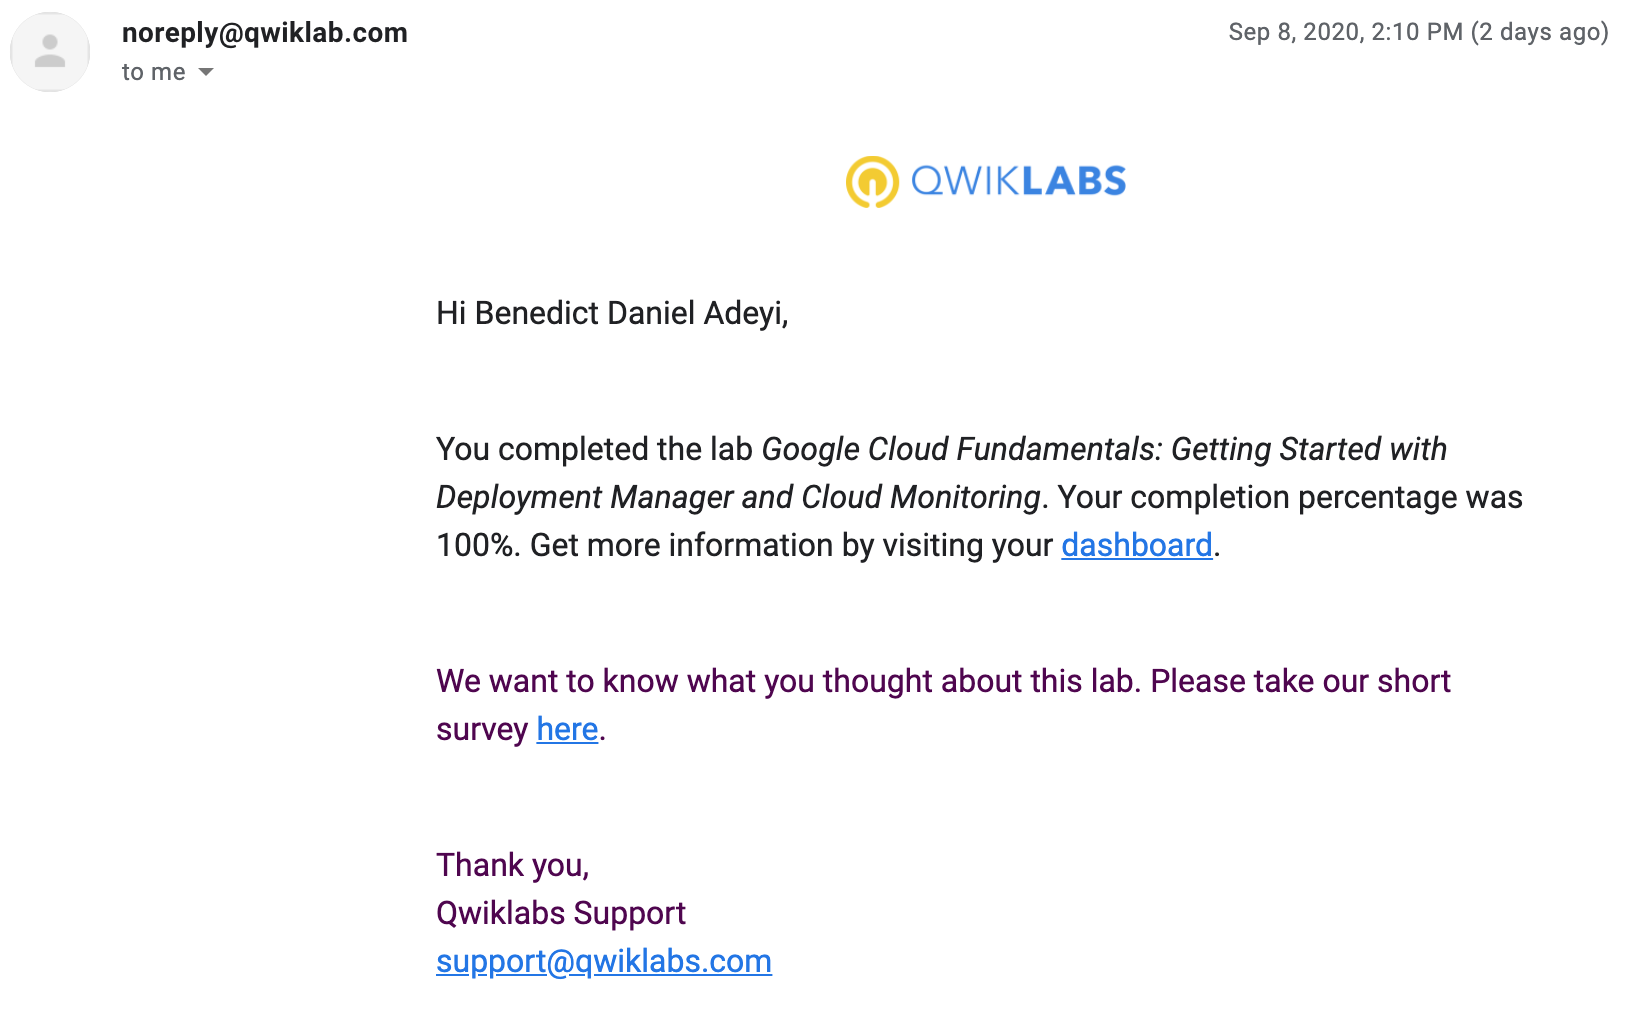 noreply@qwiklab.com
Sep 8, 2020, 2:10 PM (2 days ago)
to me
QWIKLABS
Hi Benedict Daniel Adeyi,
You completed the lab Google Cloud Fundamentals: Getting Started with
Deployment Manager and Cloud Monitoring. Your completion percentage was
100%. Get more information by visiting your dashboard.
We want to know what you thought about this lab. Please take our short
survey here.
Thank you,
Qwiklabs Support
support@qwiklabs.com